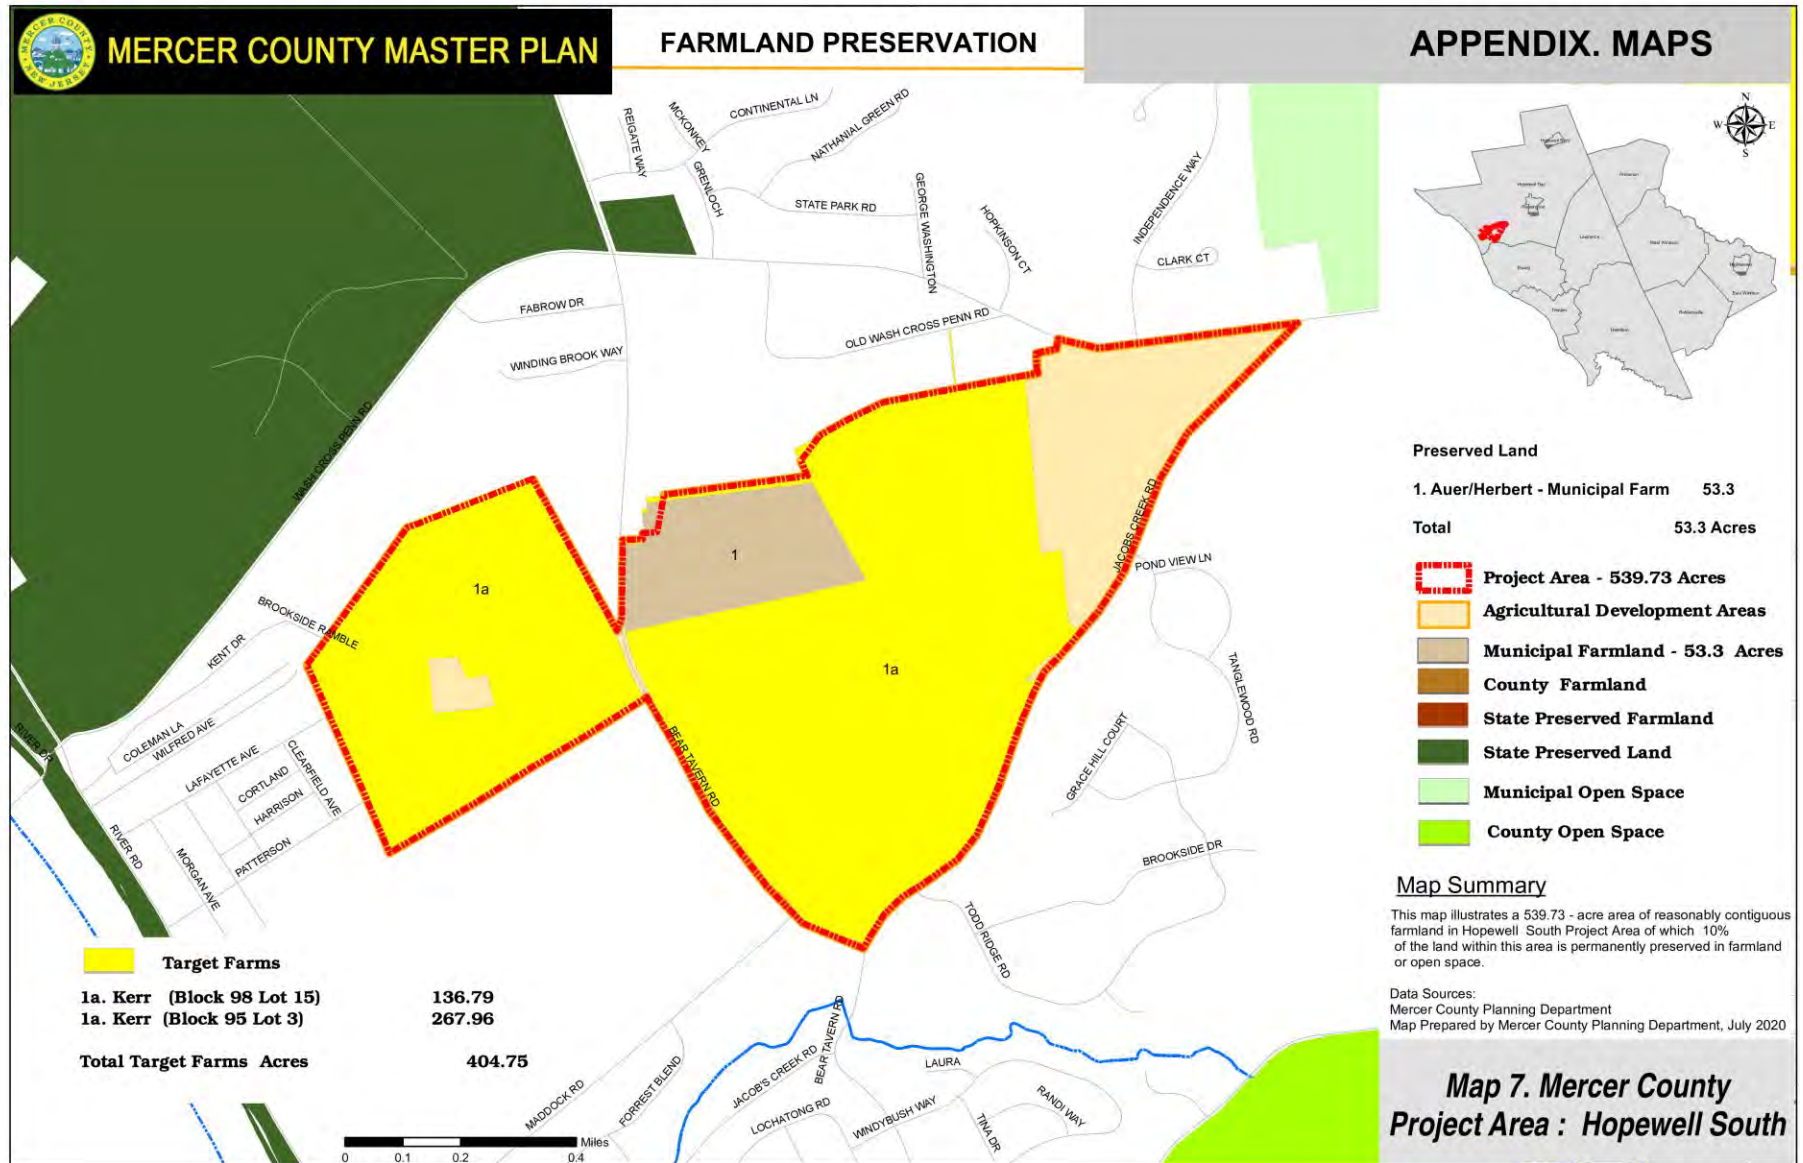 MERCER COUNTY MASTER PLAN
FARMLAND PRESERVATION
APPENDIX. MAPS
MERCER COUNTY
NEW JERSEY
N
W E
S
CONTINENTAL LN
MCKONKEY
REIGATE WAY
NATHANIAL GREEN RD
GRENLOCH
STATE PARK RD
GEORGE WASHINGTON
HOPKINSON CT
INDEPENDENCE WAY
CLARK CT
FABROW DR
OLD WASH CROSS PENN RD
WINDING BROOK WAY
WASH CROSS PENN RD
JACOBS CREEK RD
POND VIEW LN
1
1a
1a
BROOKSIDE RAMBLE
KENT DR
TANGLEWOOD RD
COLEMAN LA
WILFRED AVE
RIVER DR
LAFAYETTE AVE
CLEARFIELD AVE
CORTLAND
HARRISON
PATTERSON
MORGAN AVE
RIVER RD
BEAR TAVERN RD
GRACE HILL COURT
BROOKSIDE DR
TODD RIDGE RD
Preserved Land
1. Auer/Herbert - Municipal Farm 53.3
Total 53.3 Acres
Project Area - 539.73 Acres
Agricultural Development Areas
Municipal Farmland - 53.3 Acres
County Farmland
State Preserved Farmland
State Preserved Land
Municipal Open Space
County Open Space
Map Summary
This map illustrates a 539.73 - acre area of reasonably contiguous
farmland in Hopewell South Project Area of which 10%
of the land within this area is permanently preserved in farmland
or open space.
Data Sources:
Mercer County Planning Department
Map Prepared by Mercer County Planning Department, July 2020
Target Farms
1a. Kerr (Block 98 Lot 15) 136.79
1a. Kerr (Block 95 Lot 3) 267.96
Total Target Farms Acres 404.75
MADDOCK RD
FORREST BLEND
JACOB'S CREEK RD
BEAR TAVERN RD
LAURA
LOCHATONG RD
WINDYBUSH WAY
TINA DR
RANDI WAY
Miles
0 0.1 0.2 0.4
Map 7. Mercer County
Project Area : Hopewell South